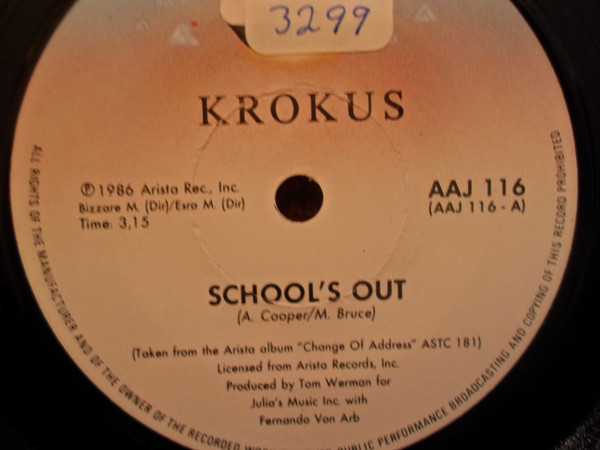 3299
KROKUS
℗1986 Arista Rec., Inc.
Bizzare M. (Dir)/Esra M. (Dir)
Time: 3,15
AAJ 116
(AAJ 116 - A)
SCHOOL'S OUT
(A. Cooper/M. Bruce)
(Taken from the Arista album "Change Of Address" ASTC 181)
Licensed from Arista Records, Inc.
Produced by Tom Werman for
Julia's Music Inc. with
Fernando Von Arb
ALL RIGHTS OF THE MANUFACTURER AND OF THE OWNER OF THE RECORDED PUBLIC PERFORMANCE BROADCASTING AND COPYING OF THIS RECORD PROHIBITED